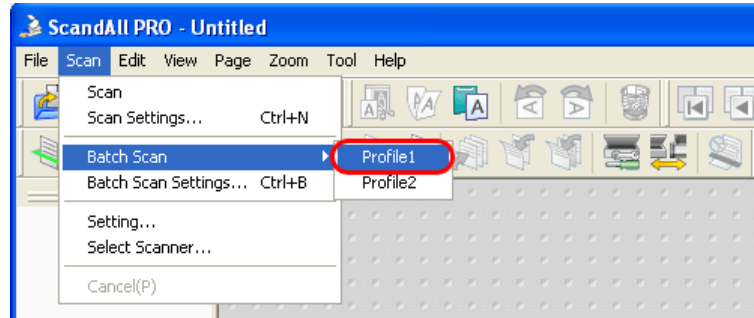 ScandAll PRO - Untitled
File Scan Edit View Page Zoom Tool Help
Scan
Scan Settings... Ctrl+N
Batch Scan Profile1
Batch Scan Settings... Ctrl+B Profile2
Setting...
Select Scanner...
Cancel(P)